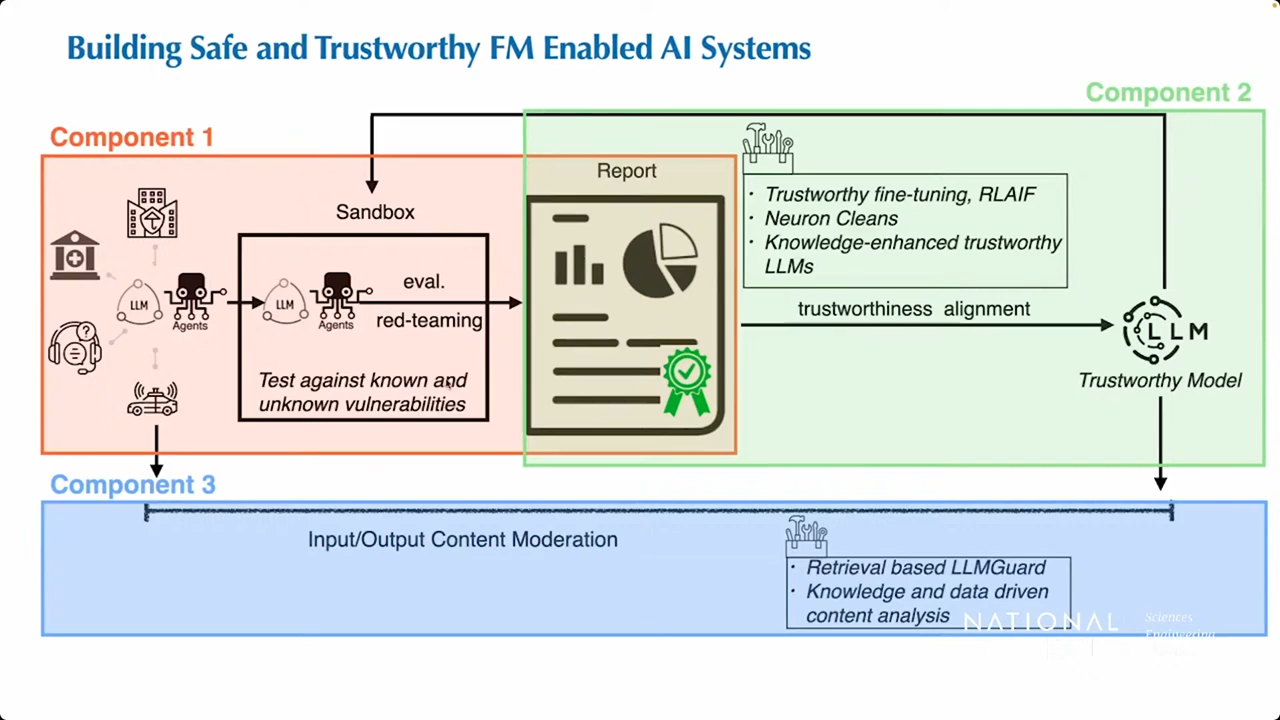 Building Safe and Trustworthy FM Enabled AI Systems
Component 2
Component 1
Report
Sandbox
· Trustworthy fine-tuning, RLAIF
· Neuron Cleans
· Knowledge-enhanced trustworthy
LLMs
LLM
Agents
LLM
Agents
eval.
red-teaming
trustworthiness alignment
LLM
Trustworthy Model
Test against known and
unknown vulnerabilities
Component 3
Input/Output Content Moderation
· Retrieval based LLMGuard
· Knowledge and data driven
content analysis
NATIONAL
Sciences
Engineering